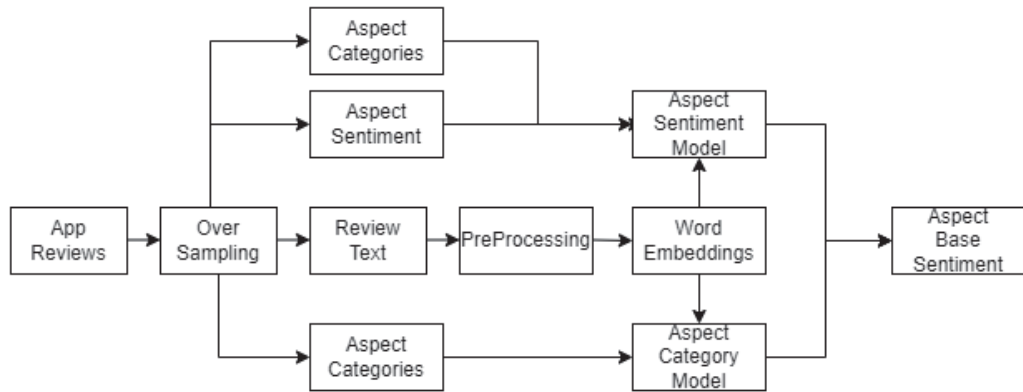 Aspect
Categories
Aspect
Sentiment
Aspect
Sentiment
Model
App
Reviews
Over
Sampling
Review
Text
PreProcessing
Word
Embeddings
Aspect
Base
Sentiment
Aspect
Categories
Aspect
Category
Model